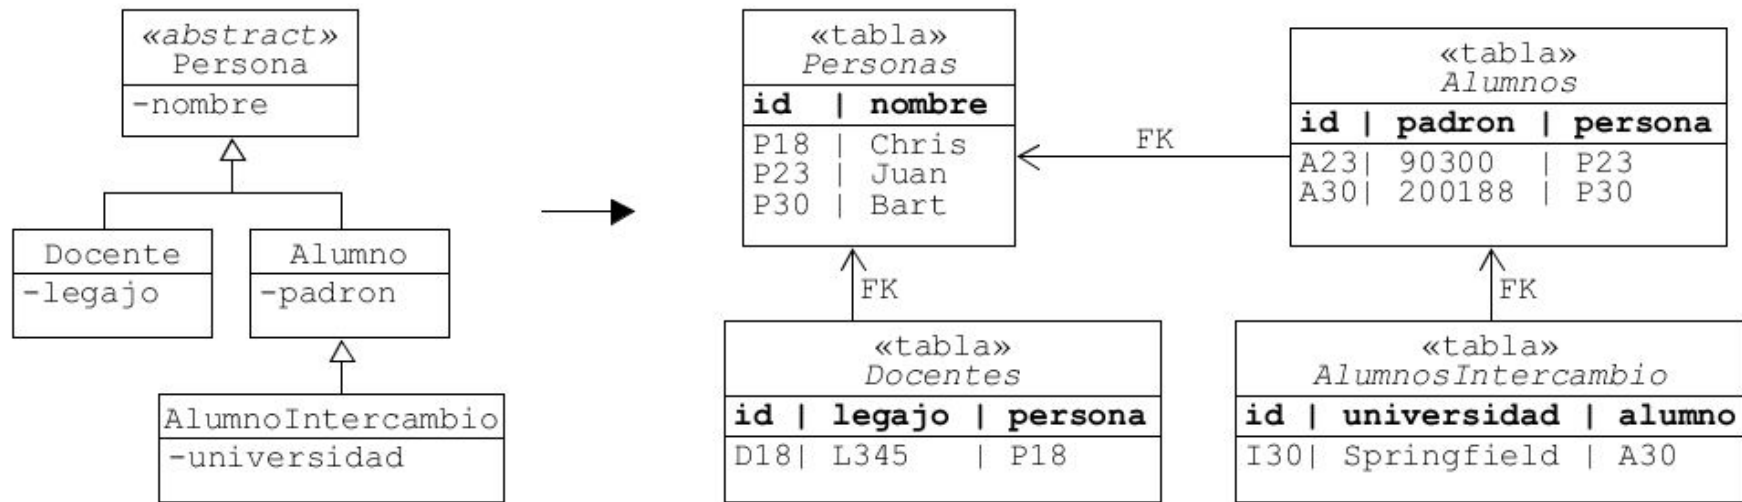 «abstract»
Persona
-nombre
Docente
-legajo
Alumno
-padron
AlumnoIntercambio
-universidad
«tabla»
Personas
id | nombre
P18 | Chris
P23 | Juan
P30 | Bart
FK
«tabla»
Alumnos
id | padron | persona
A23| 90300 | P23
A30| 200188 | P30
FK
FK
«tabla»
Docentes
id | legajo | persona
D18| L345 | P18
«tabla»
AlumnosIntercambio
id | universidad | alumno
I30| Springfield | A30